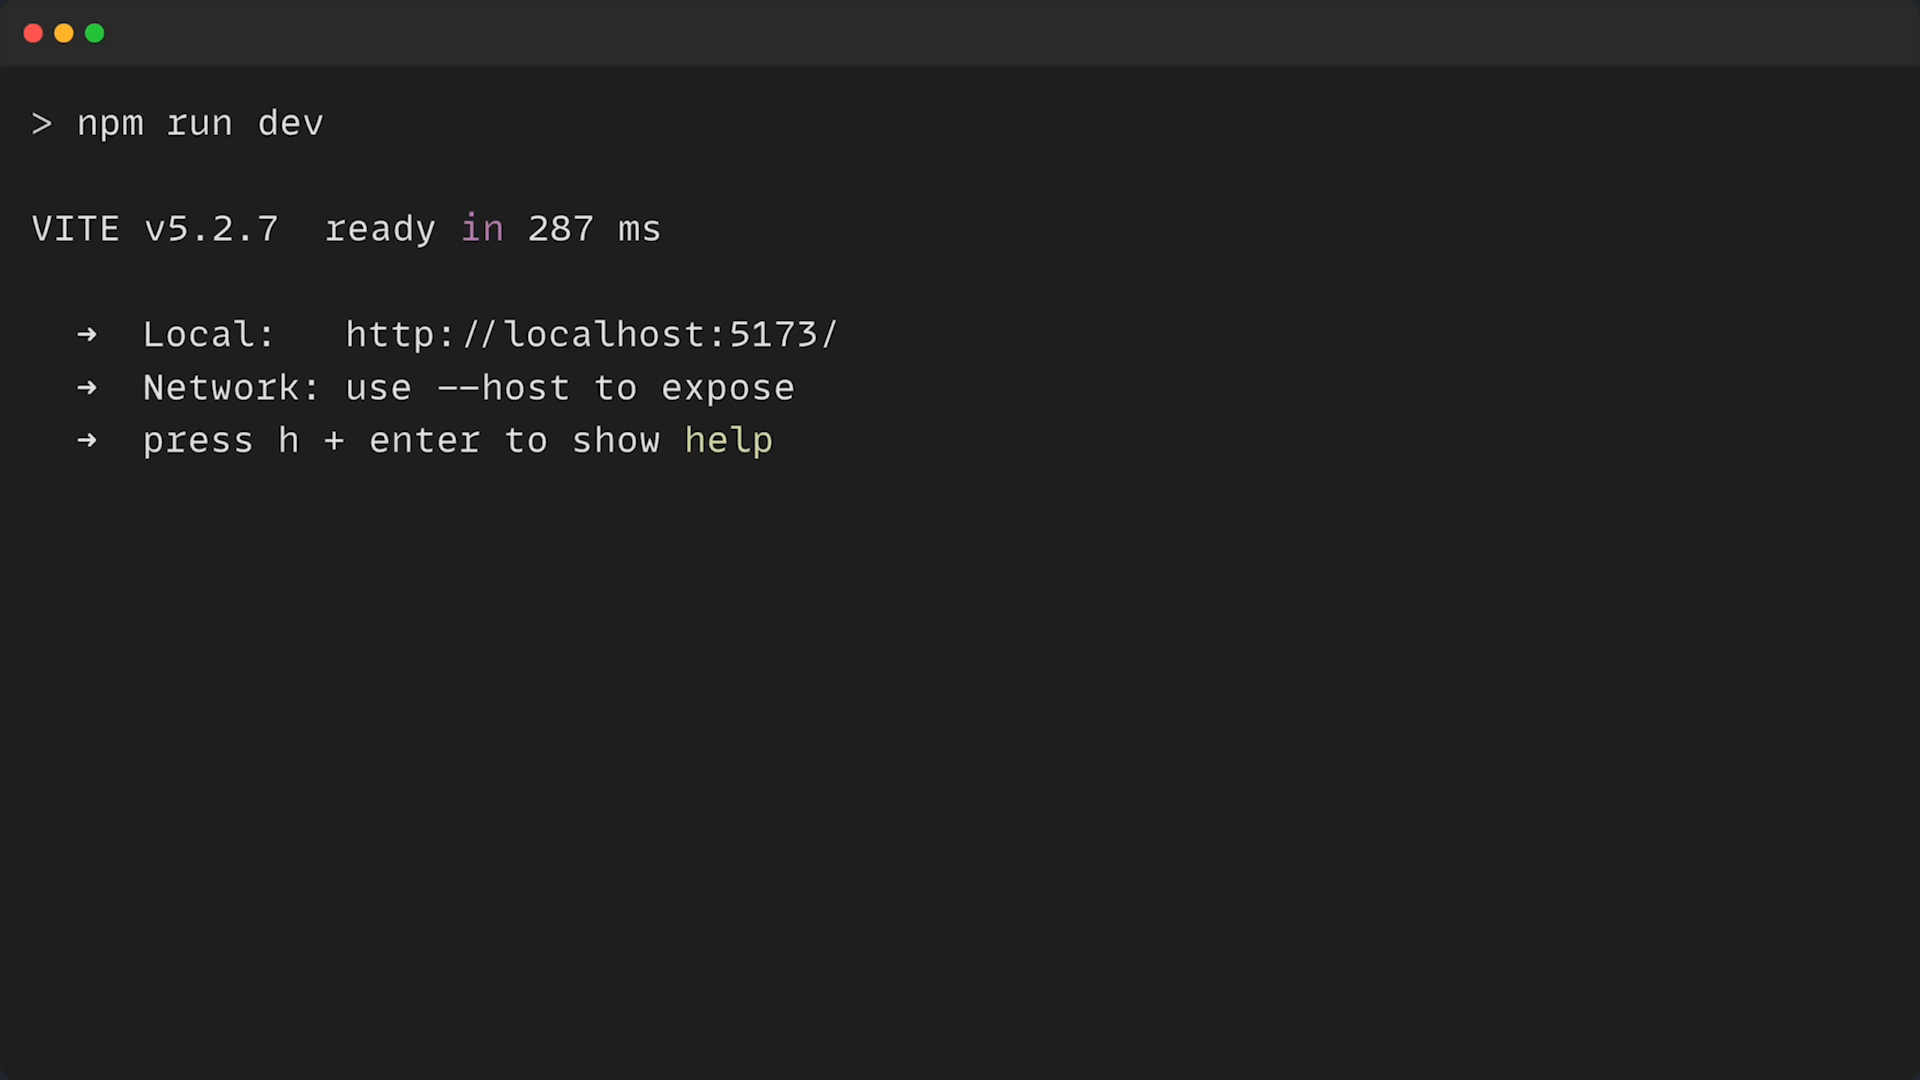 > npm run dev
VITE v5.2.7  ready in 287 ms
➜  Local:   http://localhost:5173/
➜  Network: use --host to expose
➜  press h + enter to show help